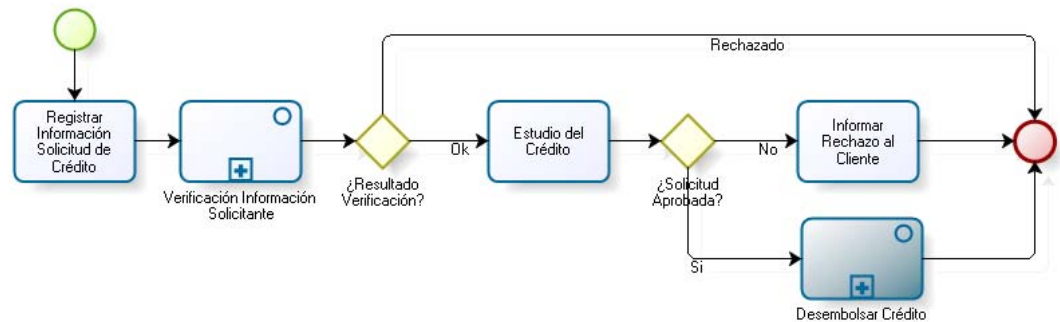 Rechazado
Registrar
Información
Solicitud de
Crédito
Verificación Información
Solicitante
¿Resultado
Verificación?
Ok
Estudio del
Crédito
¿Solicitud
Aprobada?
No
Informar
Rechazo al
Cliente
Si
Desembolsar Crédito